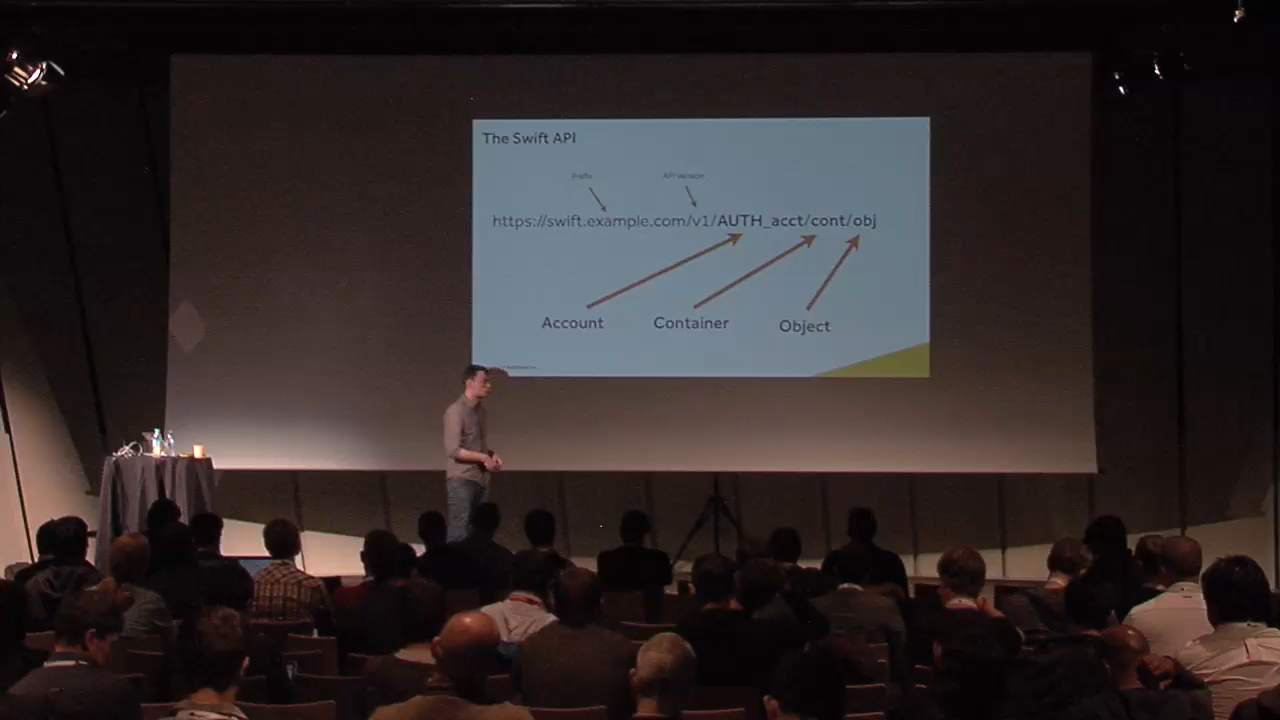 The Swift API
Prefix
API Version
https://swift.example.com/v1/AUTH_acct/cont/obj
Account
Container
Object